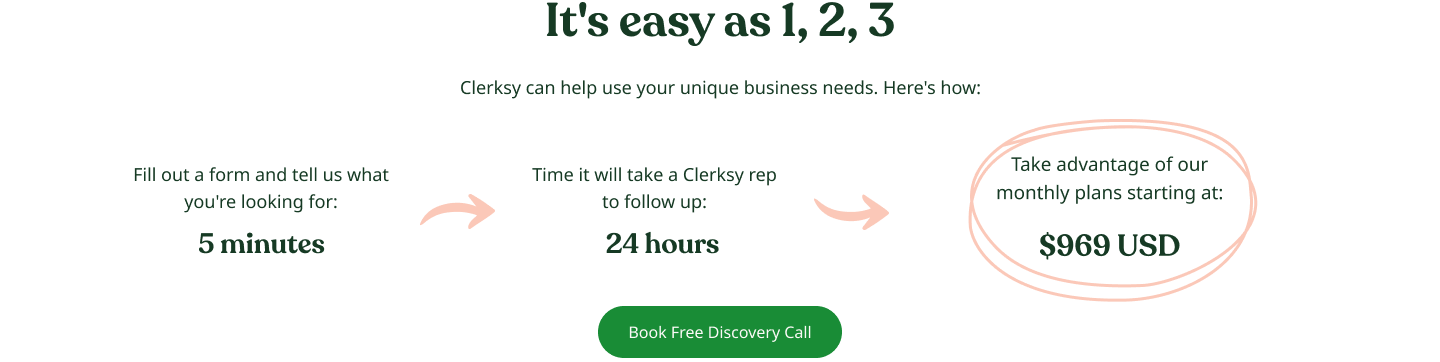 It's easy as 1, 2, 3
Clerksy can help use your unique business needs. Here's how:
Fill out a form and tell us what
you're looking for:
5 minutes
Time it will take a Clerksy rep
to follow up:
24 hours
Take advantage of our
monthly plans starting at:
$969 USD
Book Free Discovery Call